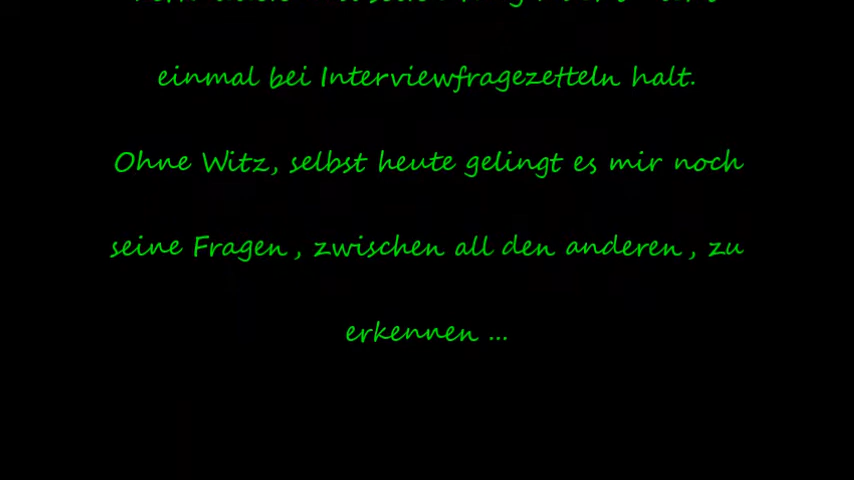 einmal bei Interviewfragezetteln halt.
Ohne Witz, selbst heute gelingt es mir noch
seine Fragen , zwischen all den anderen , zu
erkennen ...